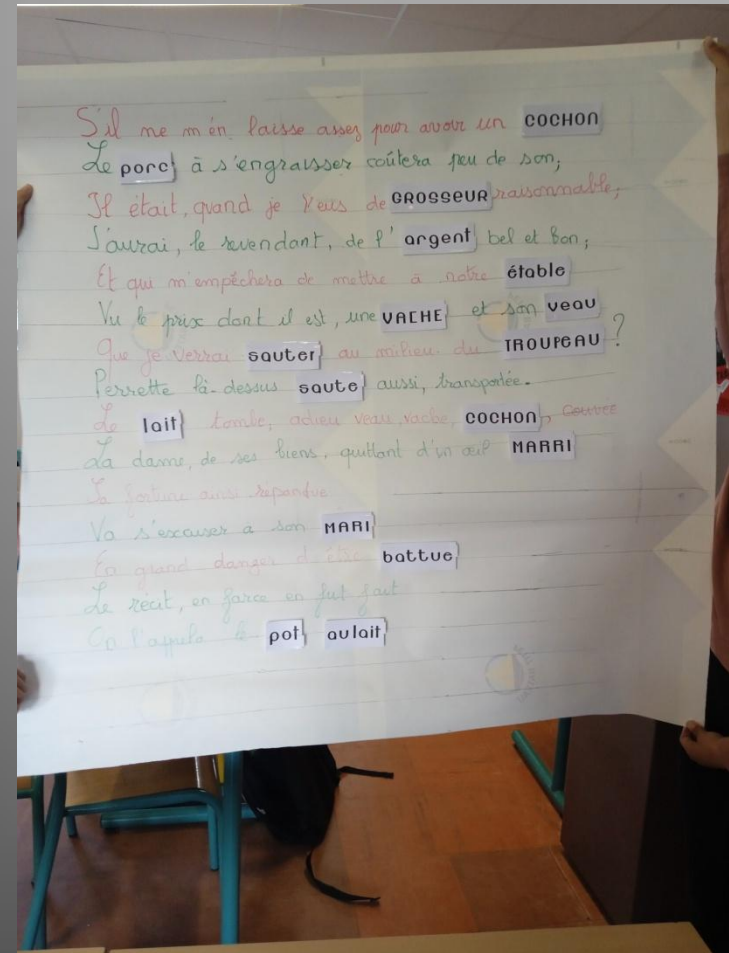 S'il ne m'en laisse assez pour avoir un COCHON
Le porc à s'engraisser coûtera peu de son;
Il était, quand je l'eus de GROSSEUR raisonnable;
J'aurai, le revendant, de l'argent bel et bon;
Et qui m'empêchera de mettre à notre étable
Vu le prix dont il est, une VACHE et son veau
Que je verrai sauter au milieu du TROUPEAU ?
Perrette là-dessus saute aussi, transportée.
Le lait tombe, adieu veau, vache, COCHON, Couvée
La dame, de ses biens, quittant d'un œil MARRI
Sa fortune ainsi répandue
Va s'excuser a son MARI
En grand danger d'être battue
Le récit, en farce en fut fait
On l'appela le pot au lait